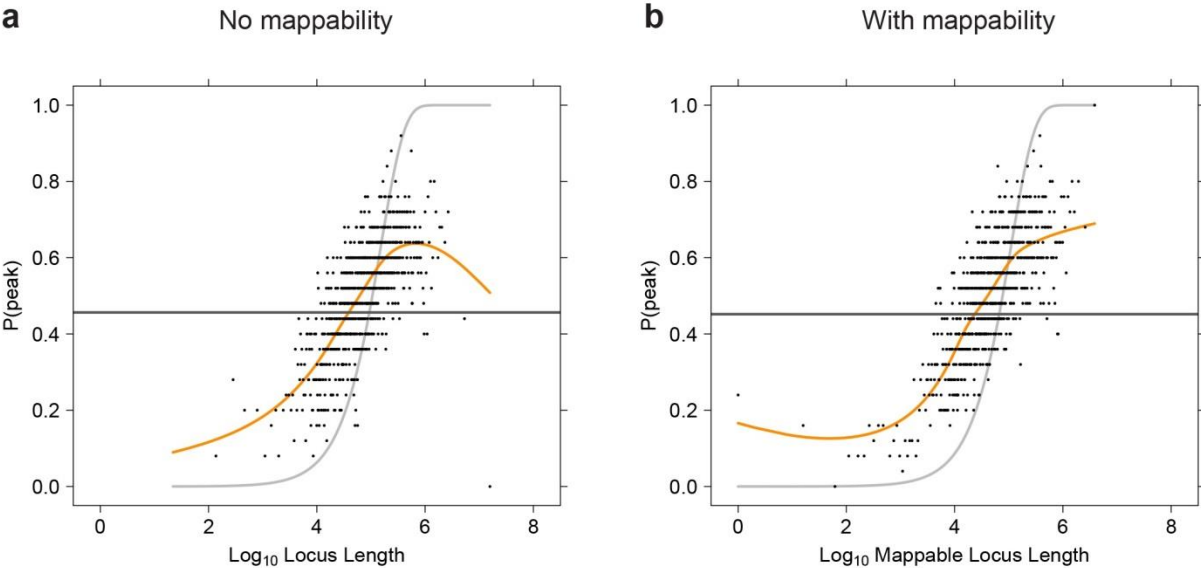 a No mappability
1.0
0.8
0.6
0.4
0.2
0.0
P(peak)
0 2 4 6 8
Log10 Locus Length
b With mappability
1.0
0.8
0.6
0.4
0.2
0.0
P(peak)
0 2 4 6 8
Log10 Mappable Locus Length